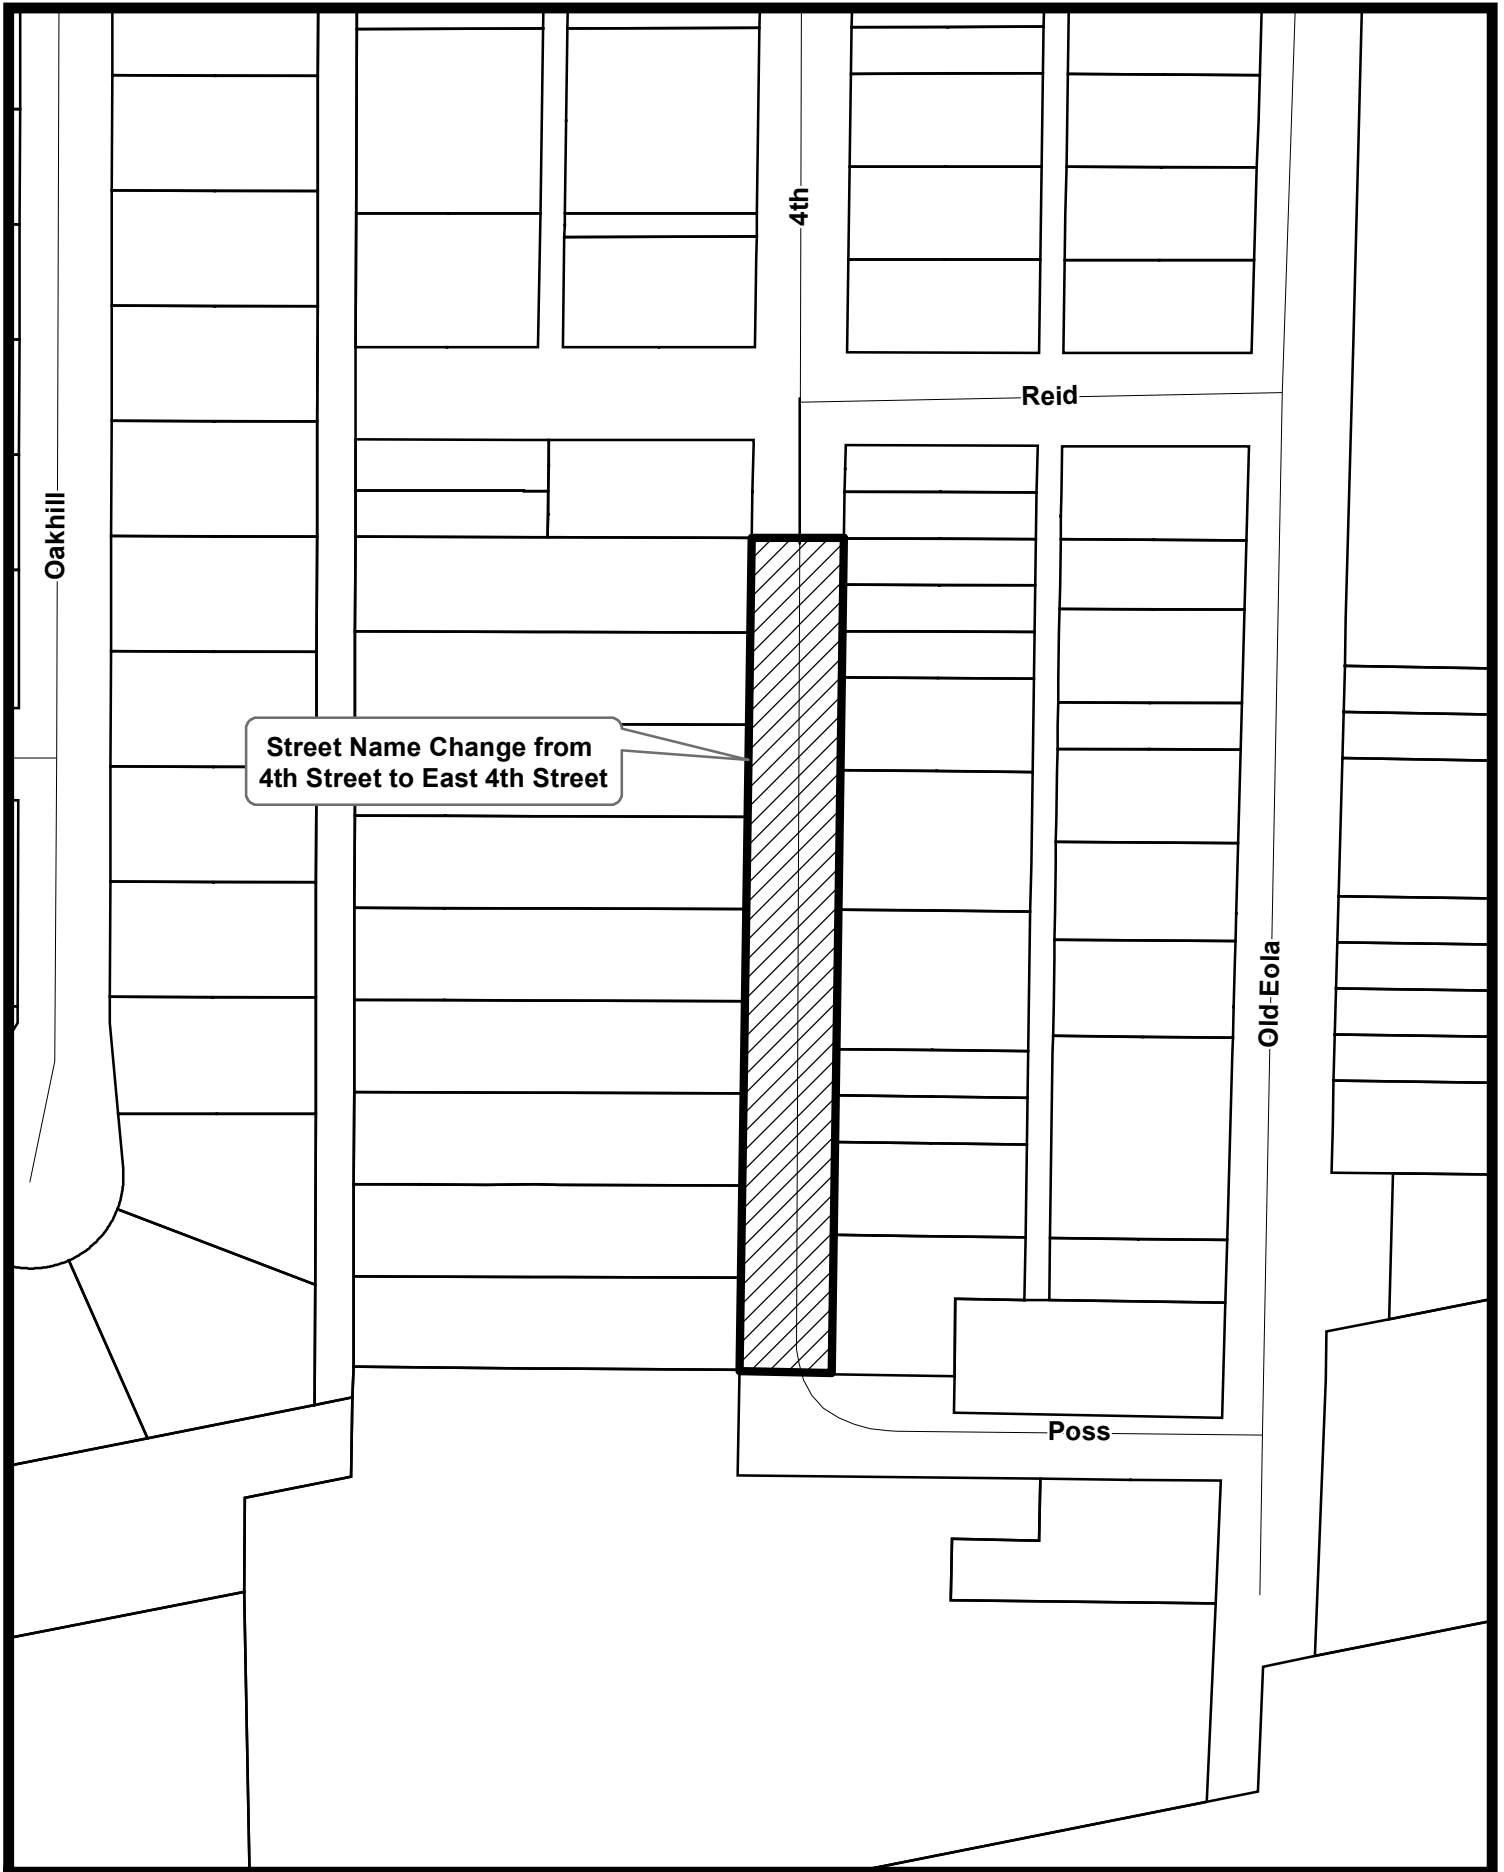 4th
Reid
Oakhill
Street Name Change from
4th Street to East 4th Street
Old Eola
Poss